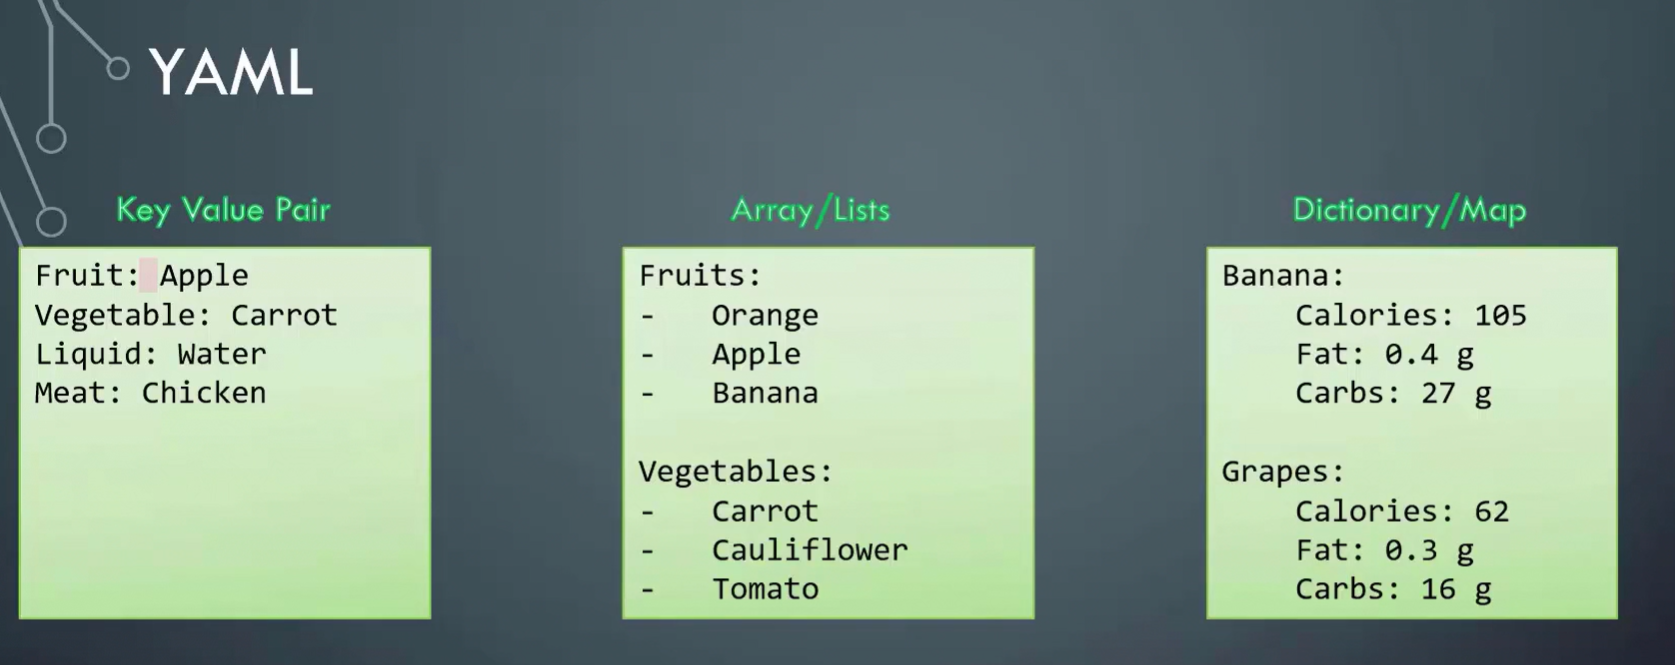 YAML
Key Value Pair
Fruit: Apple
Vegetable: Carrot
Liquid: Water
Meat: Chicken
Array/Lists
Fruits:
-   Orange
-   Apple
-   Banana
Vegetables:
-   Carrot
-   Cauliflower
-   Tomato
Dictionary/Map
Banana:
    Calories: 105
    Fat: 0.4 g
    Carbs: 27 g
Grapes:
    Calories: 62
    Fat: 0.3 g
    Carbs: 16 g